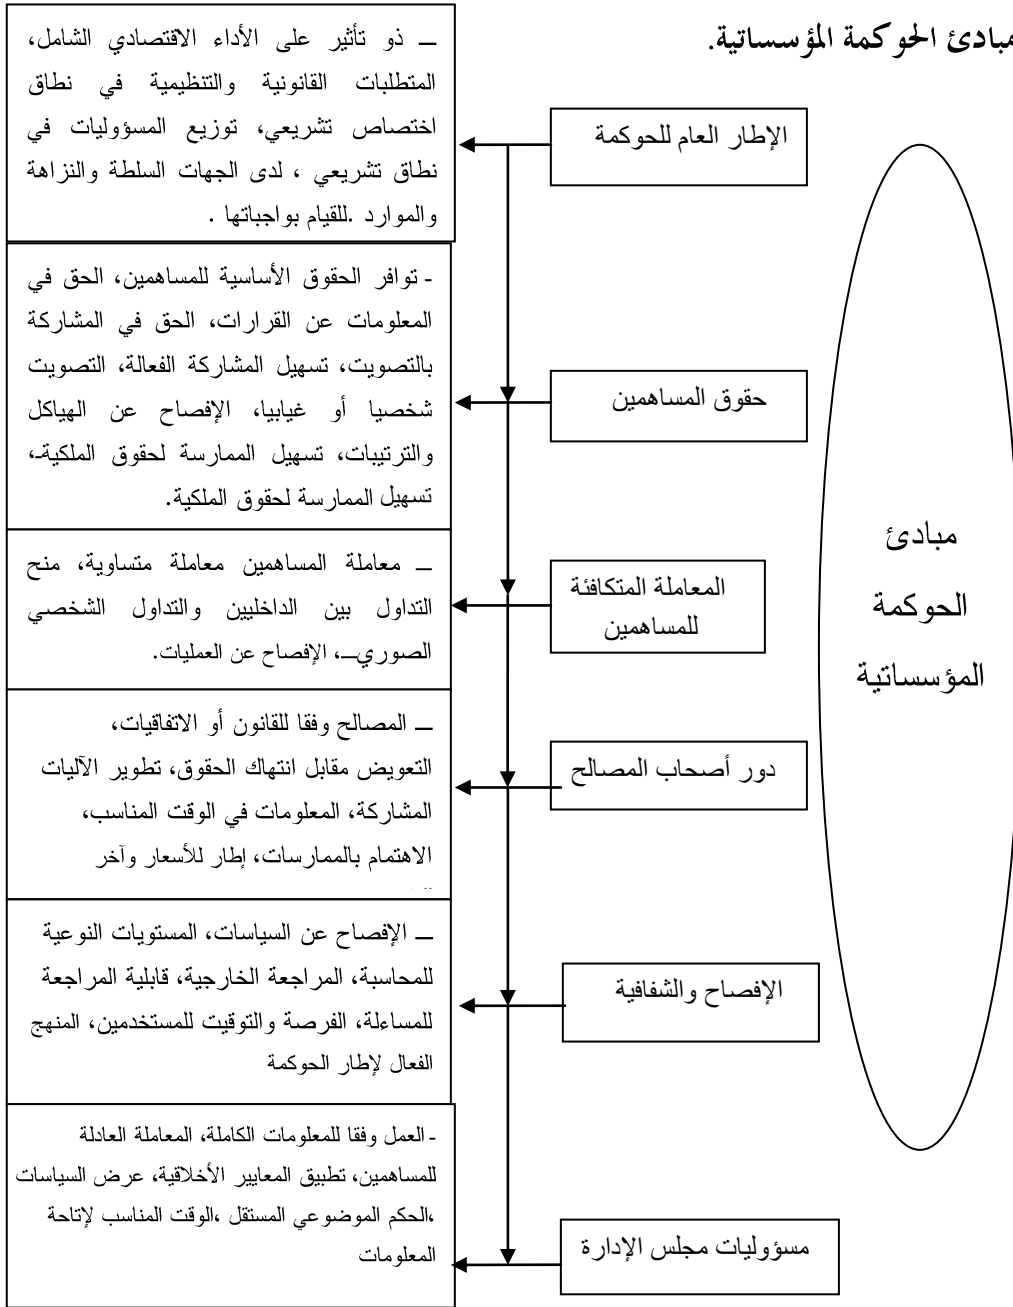 مبادئ الحوكمة المؤسساتية.
مبادئ
الحوكمة
المؤسساتية
الإطار العام للحوكمة
ـ ذو تأثير على الأداء الاقتصادي الشامل،
المتطلبات القانونية والتنظيمية في نطاق
اختصاص تشريعي، توزيع المسؤوليات في
نطاق تشريعي ، لدى الجهات السلطة والنزاهة
والموارد .للقيام بواجباتها .
حقوق المساهمين
- توافر الحقوق الأساسية للمساهمين، الحق في
المعلومات عن القرارات، الحق في المشاركة
بالتصويت، تسهيل المشاركة الفعالة، التصويت
شخصيا أو غيابيا، الإفصاح عن الهياكل
والترتيبات، تسهيل الممارسة لحقوق الملكيةـ،
تسهيل الممارسة لحقوق الملكية.
المعاملة المتكافئة
للمساهمين
ـ معاملة المساهمين معاملة متساوية، منح
التداول بين الداخليين والتداول الشخصي
الصوريـ، الإفصاح عن العمليات.
دور أصحاب المصالح
ـ المصالح وفقا للقانون أو الاتفاقيات،
التعويض مقابل انتهاك الحقوق، تطوير الآليات
المشاركة، المعلومات في الوقت المناسب،
الاهتمام بالممارسات، إطار للأسعار وآخر
الإفصاح والشفافية
ـ الإفصاح عن السياسات، المستويات النوعية
للمحاسبة، المراجعة الخارجية، قابلية المراجعة
للمساءلة، الفرصة والتوقيت للمستخدمين، المنهج
الفعال لإطار الحوكمة
مسؤوليات مجلس الإدارة
- العمل وفقا للمعلومات الكاملة، المعاملة العادلة
للمساهمين، تطبيق المعايير الأخلاقية، عرض السياسات
،الحكم الموضوعي المستقل ،الوقت المناسب لإتاحة
المعلومات